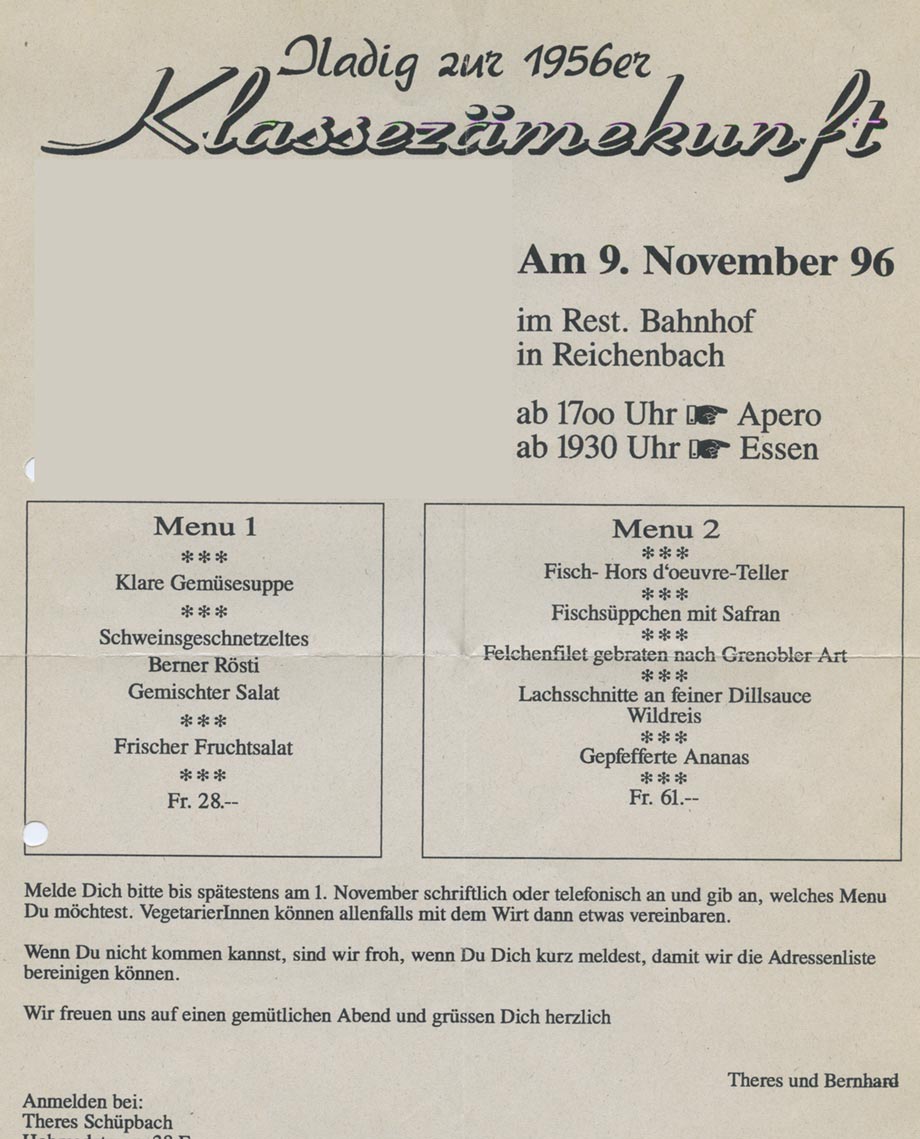 Iladig zur 1956er
Klassezämekunft
Am 9. November 96
im Rest. Bahnhof
in Reichenbach
ab 17oo Uhr ☞ Apero
ab 1930 Uhr ☞ Essen
Menu 1
***
Klare Gemüsesuppe
***
Schweinsgeschnetzeltes
Berner Rösti
Gemischter Salat
***
Frischer Fruchtsalat
***
Fr. 28.--
Menu 2
***
Fisch- Hors d'oeuvre-Teller
***
Fischsüppchen mit Safran
***
Felchenfilet gebraten nach Grenobler Art
***
Lachsschnitte an feiner Dillsauce
Wildreis
***
Gepfefferte Ananas
***
Fr. 61.--
Melde Dich bitte bis spätestens am 1. November schriftlich oder telefonisch an und gib an, welches Menu
Du möchtest. VegetarierInnen können allenfalls mit dem Wirt dann etwas vereinbaren.
Wenn Du nicht kommen kannst, sind wir froh, wenn Du Dich kurz meldest, damit wir die Adressenliste
bereinigen können.
Wir freuen uns auf einen gemütlichen Abend und grüssen Dich herzlich
Theres und Bernhard
Anmelden bei:
Theres Schüpbach